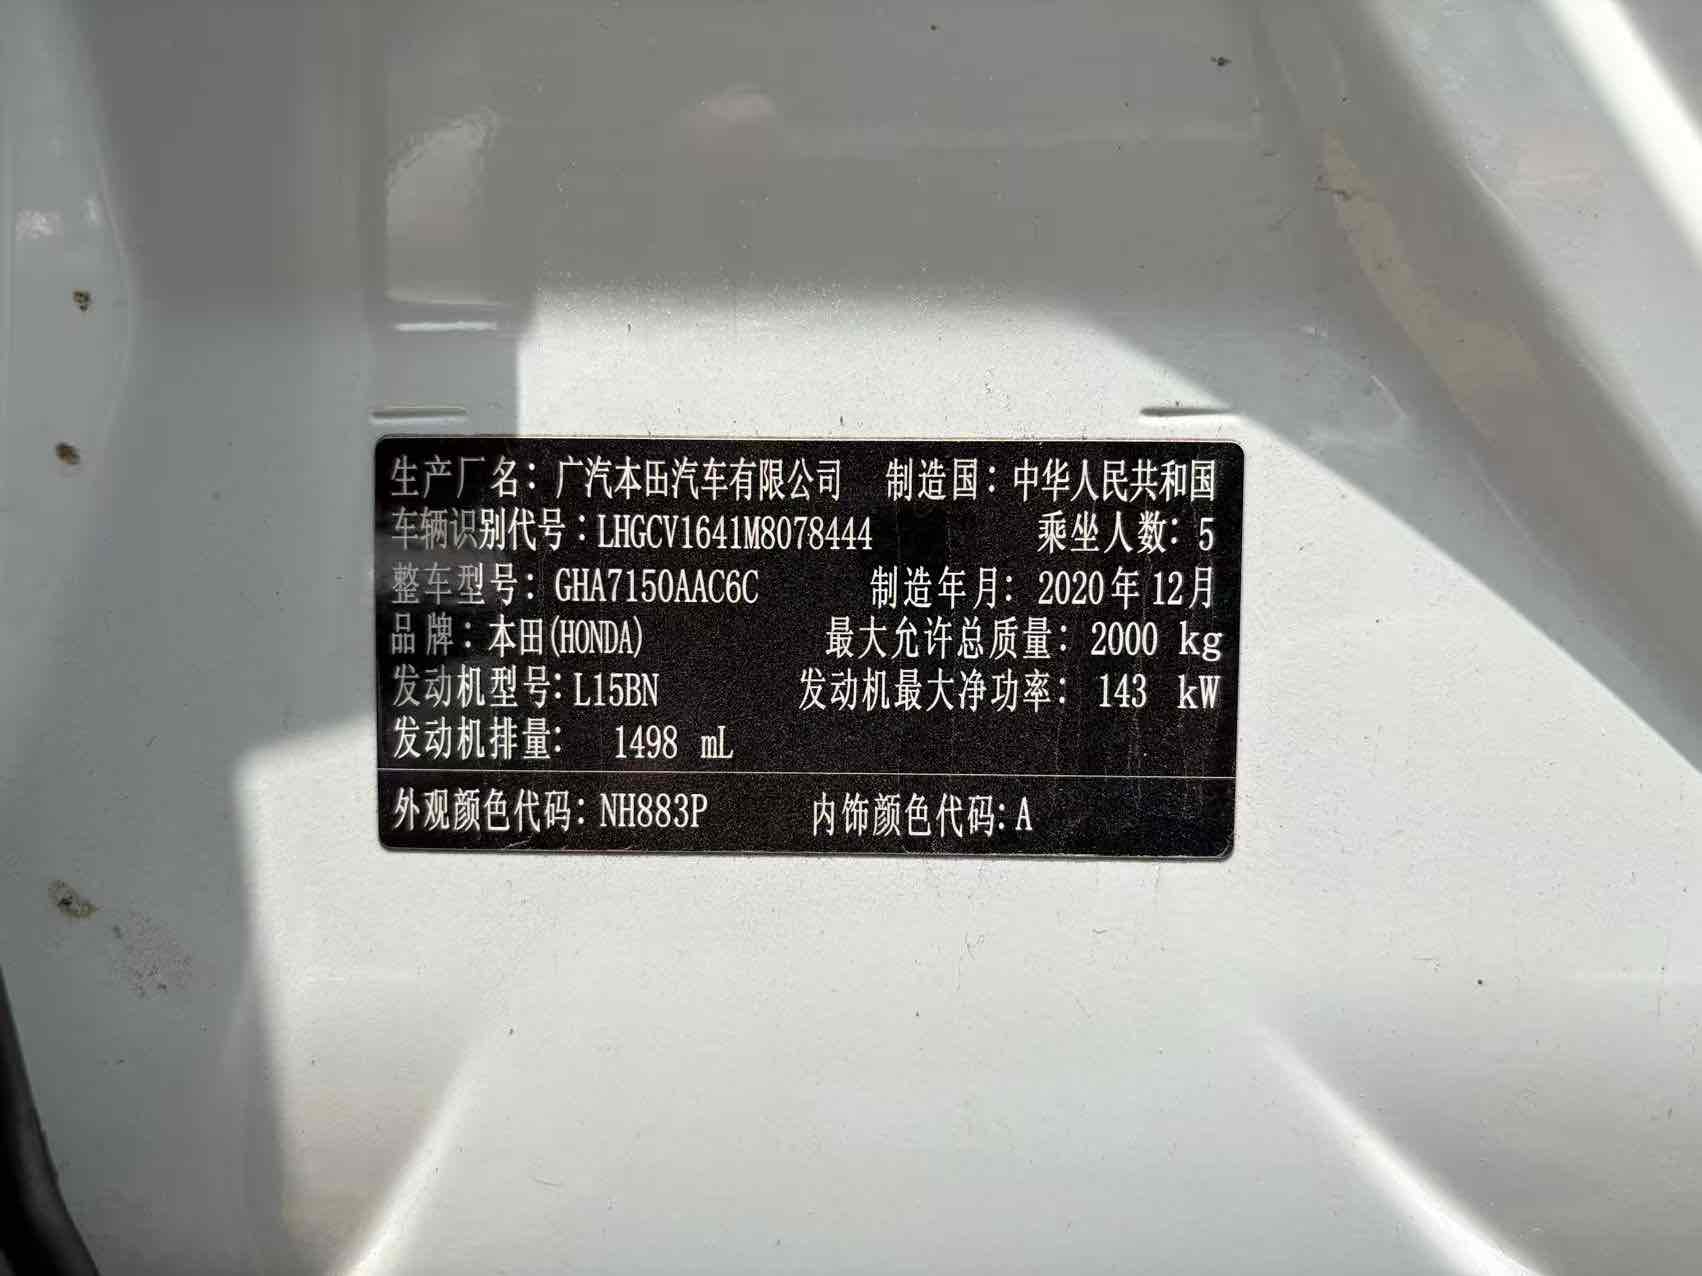 生产厂名：广汽本田汽车有限公司 制造国：中华人民共和国
车辆识别代号：LHGCV1641M8078444 乘坐人数：5
整车型号：GHA7150AAC6C 制造年月：2020年12月
品牌：本田(HONDA) 最大允许总质量：2000 kg
发动机型号：L15BN 发动机最大净功率：143 kW
发动机排量：1498 mL
外观颜色代码：NH883P 内饰颜色代码：A